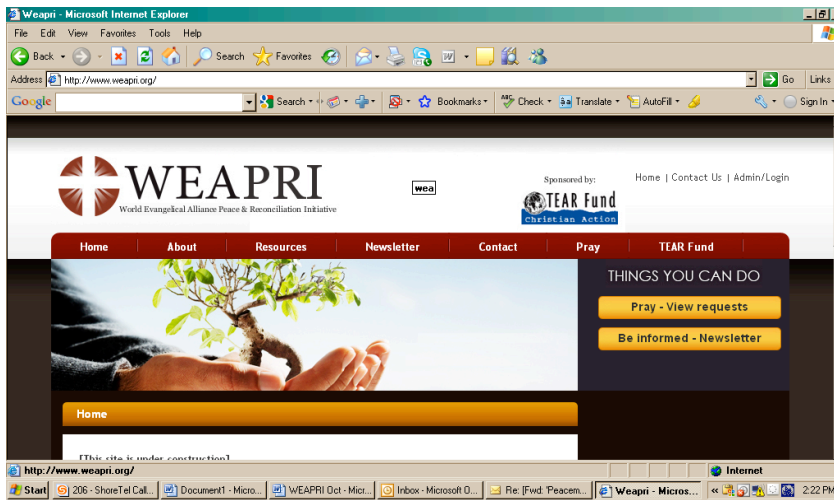 Weapri - Microsoft Internet Explorer
File Edit View Favorites Tools Help
Back Search Favorites
Address http://www.weapri.org/ Go Links
Google Search Bookmarks Check Translate AutoFill Sign In
WEAPRI
World Evangelical Alliance Peace & Reconciliation Initiative
wea
Sponsored by:
TEAR Fund
Christian Action
Home | Contact Us | Admin/Login
Home About Resources Newsletter Contact Pray TEAR Fund
THINGS YOU CAN DO
Pray - View requests
Be informed - Newsletter
Home
[This site is under construction]
http://www.weapri.org/ Internet
Start 206 - ShoreTel Call... Document1 - Micro... WEAPRI Oct - Micr... Inbox - Microsoft O... Re: [Fwd: 'Peacem... Weapri - Micros... « 2:22 PM